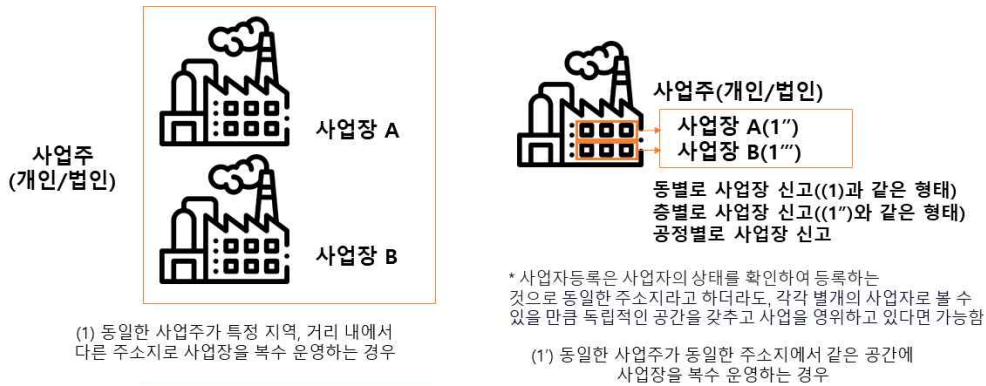 사업주
(개인/법인)
사업장 A
사업장 B
(1) 동일한 사업주가 특정 지역, 거리 내에서
다른 주소지로 사업장을 복수 운영하는 경우
사업주(개인/법인)
사업장 A(1″)
사업장 B(1‴)
동별로 사업장 신고((1)과 같은 형태)
층별로 사업장 신고((1″)와 같은 형태)
공정별로 사업장 신고
* 사업자등록은 사업자의 상태를 확인하여 등록하는
것으로 동일한 주소지라고 하더라도, 각각 별개의 사업자로 볼 수
있을 만큼 독립적인 공간을 갖추고 사업을 영위하고 있다면 가능함
(1′) 동일한 사업주가 동일한 주소지에서 같은 공간에
사업장을 복수 운영하는 경우